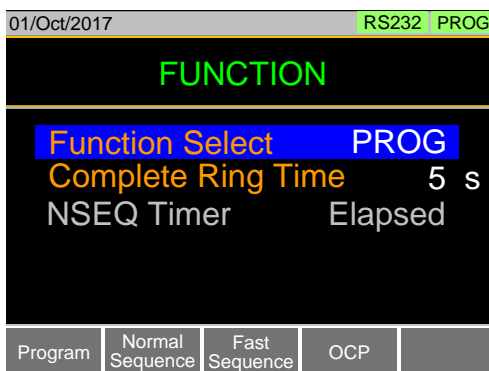 01/Oct/2017 RS232 PROG
FUNCTION
Function Select PROG
Complete Ring Time 5 s
NSEQ Timer Elapsed
Program Normal Sequence Fast Sequence OCP